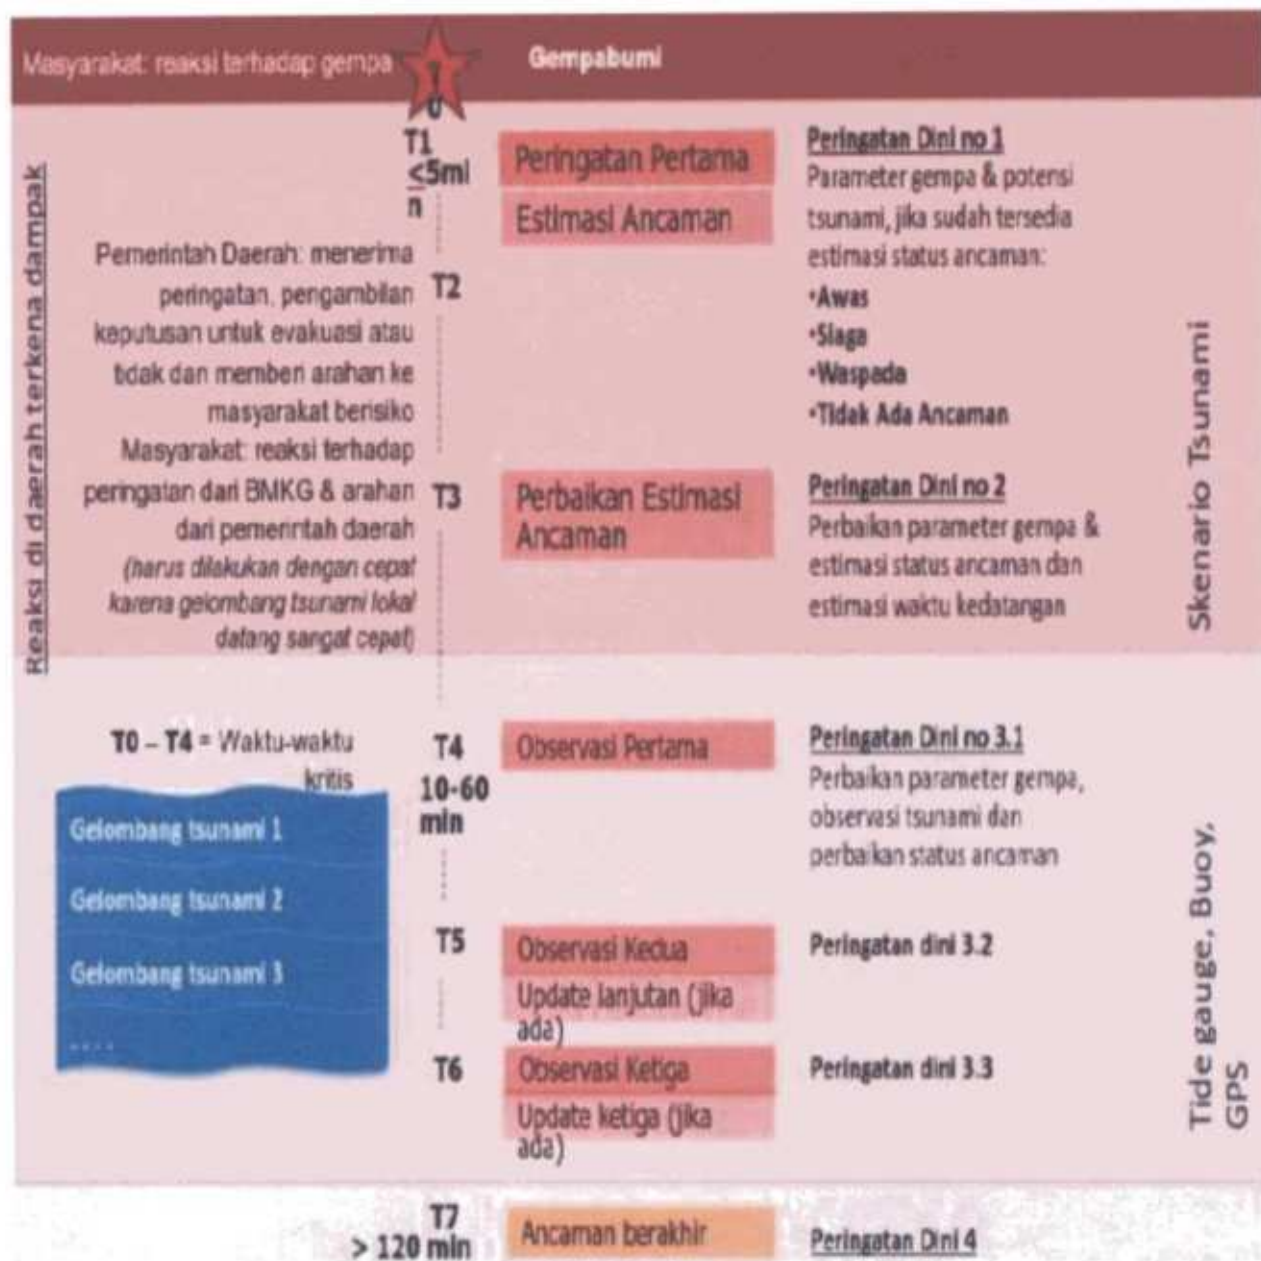 Masyarakat: reaksi terhadap gempa
Gempabumi
0
T1
<5mi
n
Peringatan Pertama
Estimasi Ancaman
Peringatan Dini no 1
Parameter gempa & potensi
tsunami, jika sudah tersedia
estimasi status ancaman:
•Awas
•Siaga
•Waspada
•Tidak Ada Ancaman
Reaksi di daerah terkena dampak
Pemerintah Daerah: menerima
peringatan, pengambilan
keputusan untuk evakuasi atau
tidak dan memberi arahan ke
masyarakat berisiko
Masyarakat: reaksi terhadap
peringatan dari BMKG & arahan
dari pemerintah daerah
(harus dilakukan dengan cepat
karena gelombang tsunami lokal
datang sangat cepat)
T2
T3
Perbaikan Estimasi
Ancaman
Peringatan Dini no 2
Perbaikan parameter gempa &
estimasi status ancaman dan
estimasi waktu kedatangan
Skenario Tsunami
T0 – T4 = Waktu-waktu
kritis
Gelombang tsunami 1
Gelombang tsunami 2
Gelombang tsunami 3
....
T4
10-60
min
Observasi Pertama
Peringatan Dini no 3.1
Perbaikan parameter gempa,
observasi tsunami dan
perbaikan status ancaman
T5
Observasi Kedua
Update lanjutan (jika
ada)
Peringatan dini 3.2
T6
Observasi Ketiga
Update ketiga (jika
ada)
Peringatan dini 3.3
Tide gauge, Buoy,
GPS
T7
> 120 min
Ancaman berakhir
Peringatan Dini 4